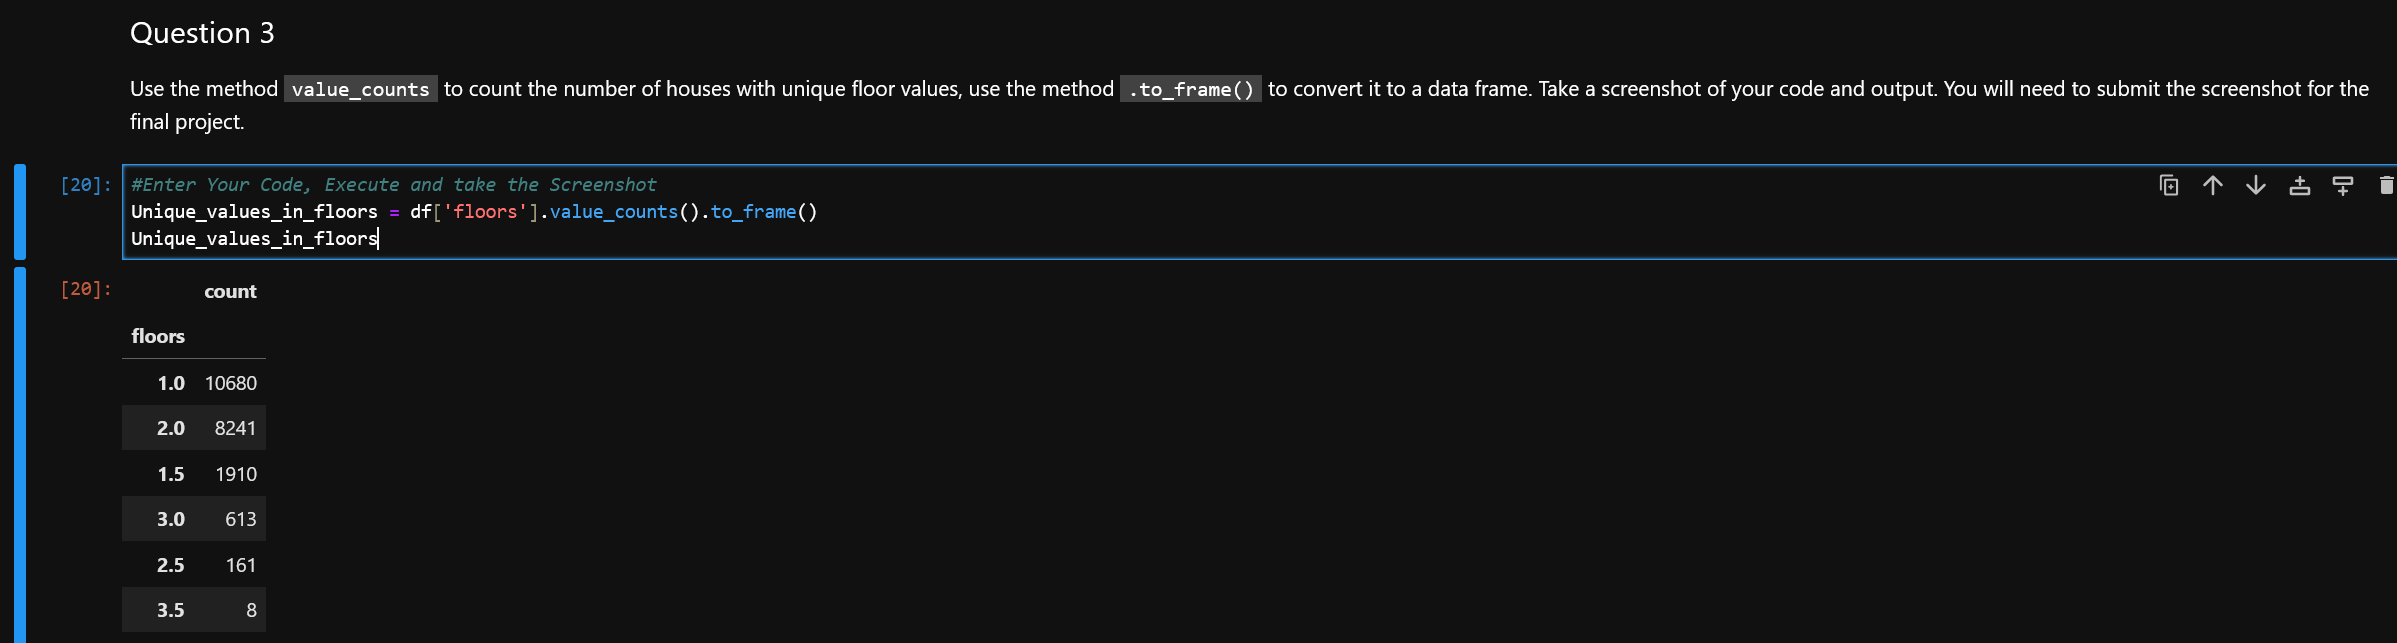 Question 3
Use the method value_counts to count the number of houses with unique floor values, use the method .to_frame() to convert it to a data frame. Take a screenshot of your code and output. You will need to submit the screenshot for the
final project.
[20]: #Enter Your Code, Execute and take the Screenshot
Unique_values_in_floors = df['floors'].value_counts().to_frame()
Unique_values_in_floors
[20]: count
floors
1.0 10680
2.0 8241
1.5 1910
3.0 613
2.5 161
3.5 8